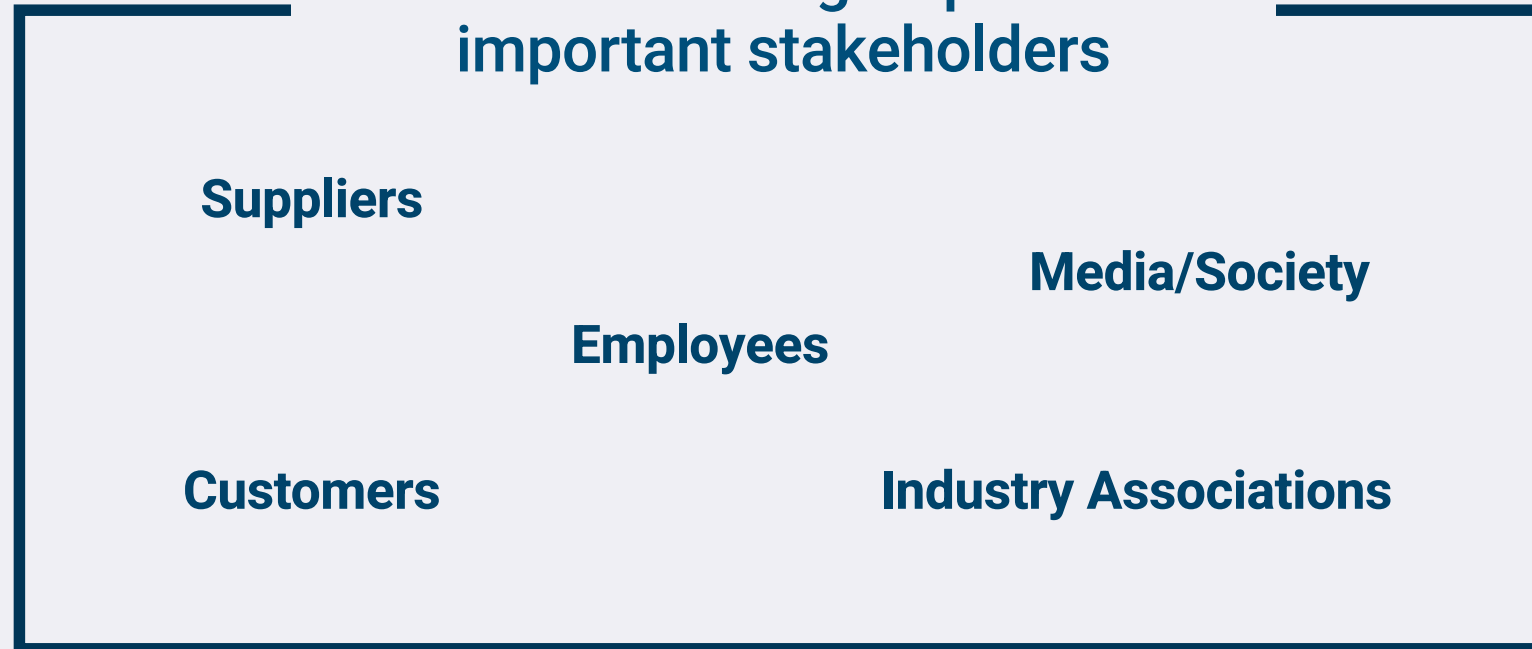 important stakeholders
Suppliers
Media/Society
Employees
Customers
Industry Associations